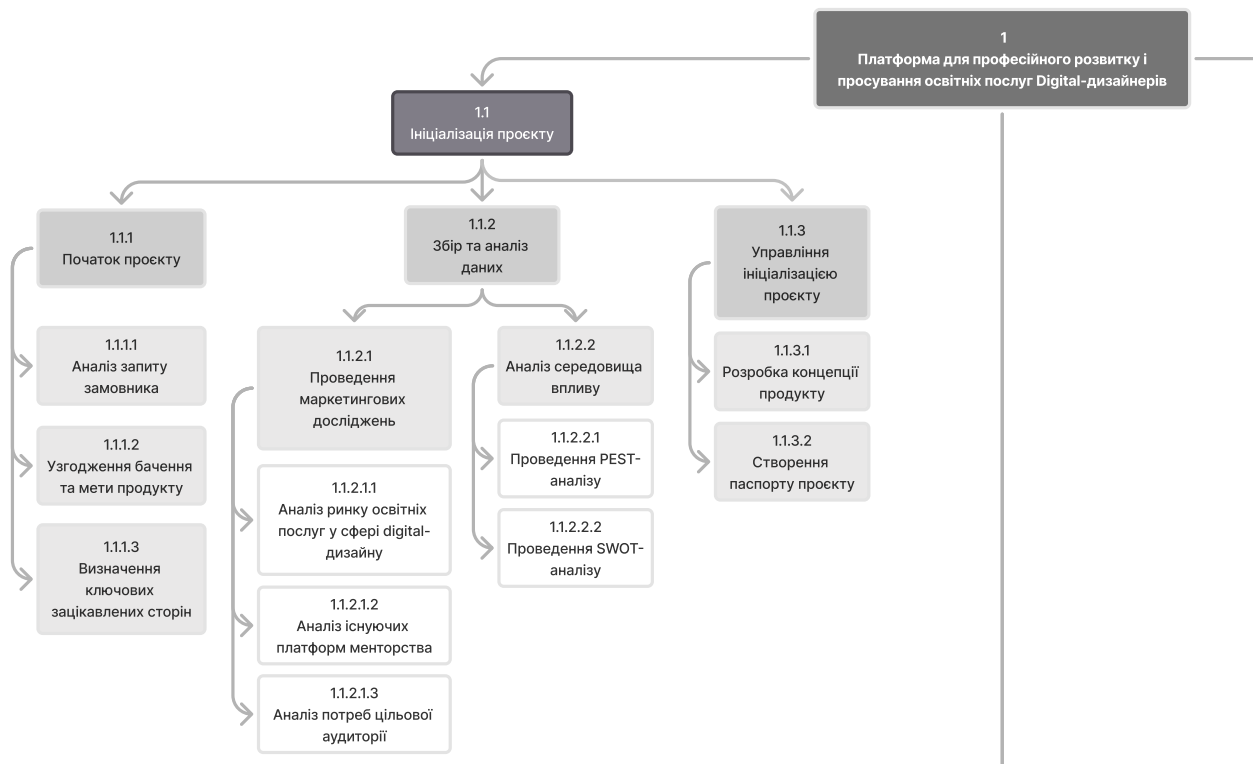 1
Платформа для професійного розвитку і
просування освітніх послуг Digital-дизайнерів
1.1
Ініціалізація проєкту
1.1.1
Початок проєкту
1.1.1.1
Аналіз запиту
замовника
1.1.1.2
Узгодження бачення
та мети продукту
1.1.1.3
Визначення
ключових
зацікавлених сторін
1.1.2
Збір та аналіз
даних
1.1.2.1
Проведення
маркетингових
досліджень
1.1.2.1.1
Аналіз ринку освітніх
послуг у сфері digital-
дизайну
1.1.2.1.2
Аналіз існуючих
платформ менторства
1.1.2.1.3
Аналіз потреб цільової
аудиторії
1.1.2.2
Аналіз середовища
впливу
1.1.2.2.1
Проведення PEST-
аналізу
1.1.2.2.2
Проведення SWOT-
аналізу
1.1.3
Управління
ініціалізацією
проєкту
1.1.3.1
Розробка концепції
продукту
1.1.3.2
Створення
паспорту проєкту